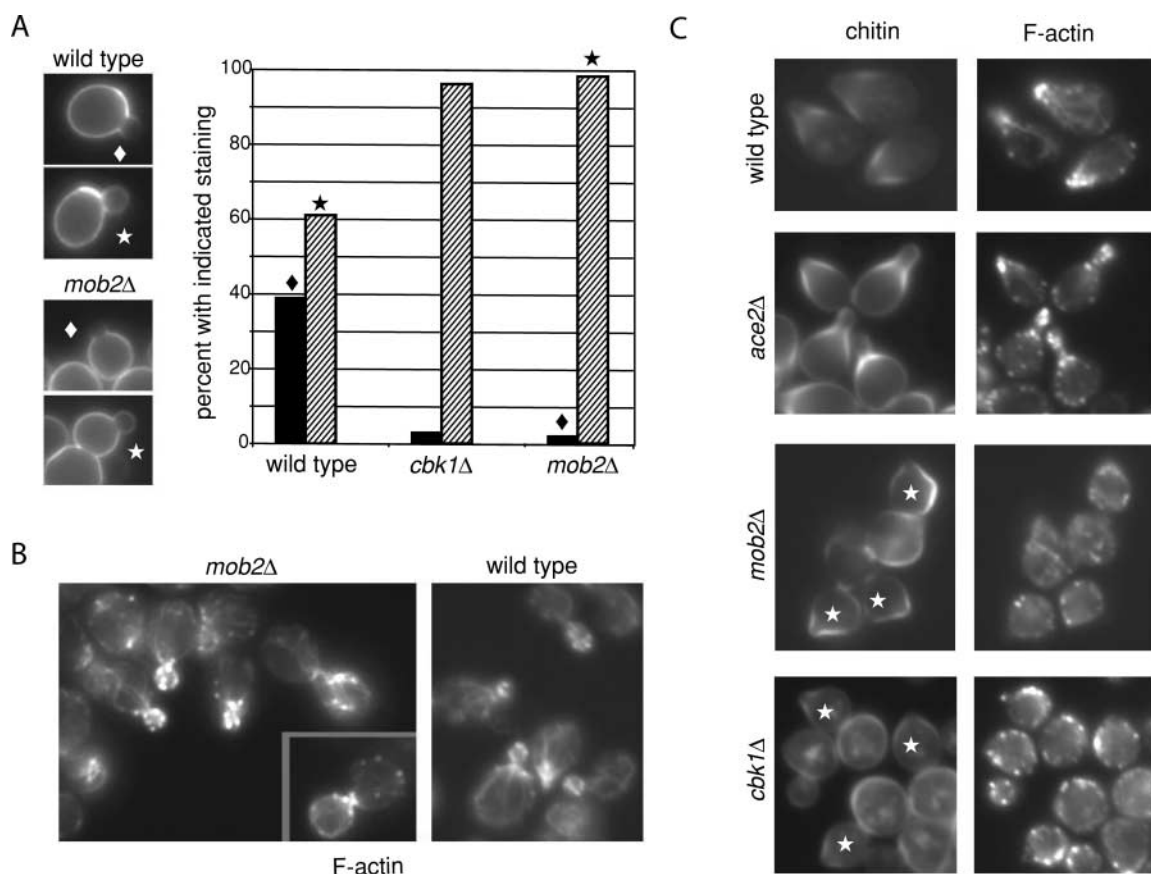 A
wild type
mob2Δ
percent with indicated staining
100
80
60
40
20
0
wild type
cbk1Δ
mob2Δ
B
mob2Δ
wild type
F-actin
C
chitin
F-actin
wild type
ace2Δ
mob2Δ
cbk1Δ